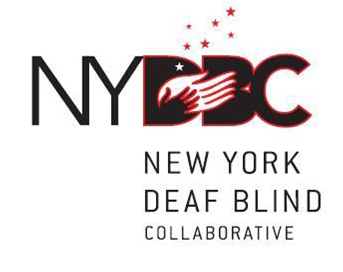 NYDBC
NEW YORK
DEAF BLIND
COLLABORATIVE